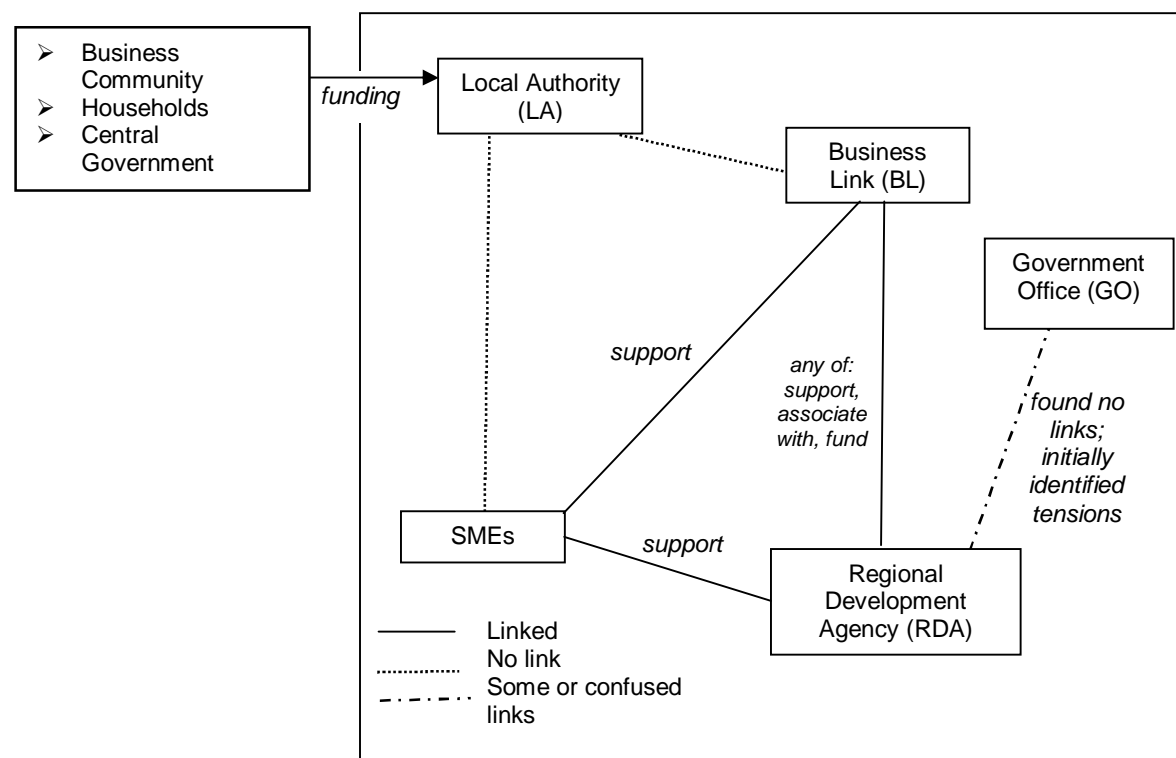 ➢ Business
Community
➢ Households
➢ Central
Government
funding
Local Authority
(LA)
Business
Link (BL)
Government
Office (GO)
support
any of:
support,
associate
with, fund
found no
links;
initially
identified
tensions
SMEs
support
Regional
Development
Agency (RDA)
Linked
No link
Some or confused
links